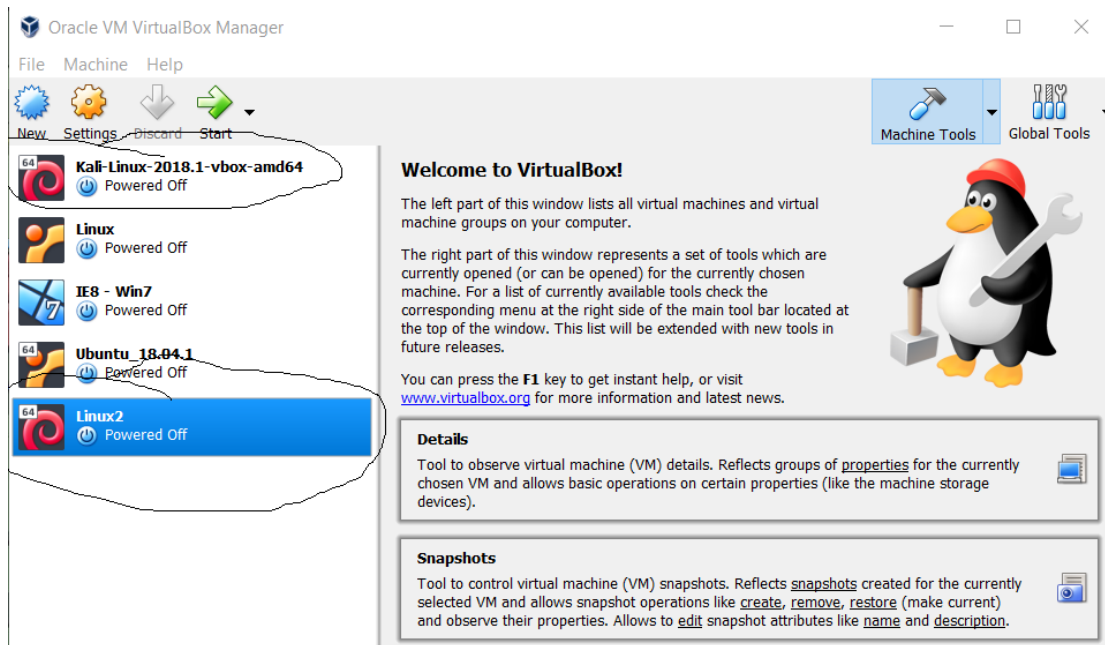 Oracle VM VirtualBox Manager
File Machine Help
New Settings Discard Start
Machine Tools Global Tools
64 Kali-Linux-2018.1-vbox-amd64
Powered Off
Linux
Powered Off
7 IE8 - Win7
Powered Off
64 Ubuntu_18.04.1
Powered Off
64 Linux2
Powered Off
Welcome to VirtualBox!
The left part of this window lists all virtual machines and virtual
machine groups on your computer.
The right part of this window represents a set of tools which are
currently opened (or can be opened) for the currently chosen
machine. For a list of currently available tools check the
corresponding menu at the right side of the main tool bar located at
the top of the window. This list will be extended with new tools in
future releases.
You can press the F1 key to get instant help, or visit
www.virtualbox.org for more information and latest news.
Details
Tool to observe virtual machine (VM) details. Reflects groups of properties for the currently
chosen VM and allows basic operations on certain properties (like the machine storage
devices).
Snapshots
Tool to control virtual machine (VM) snapshots. Reflects snapshots created for the currently
selected VM and allows snapshot operations like create, remove, restore (make current)
and observe their properties. Allows to edit snapshot attributes like name and description.